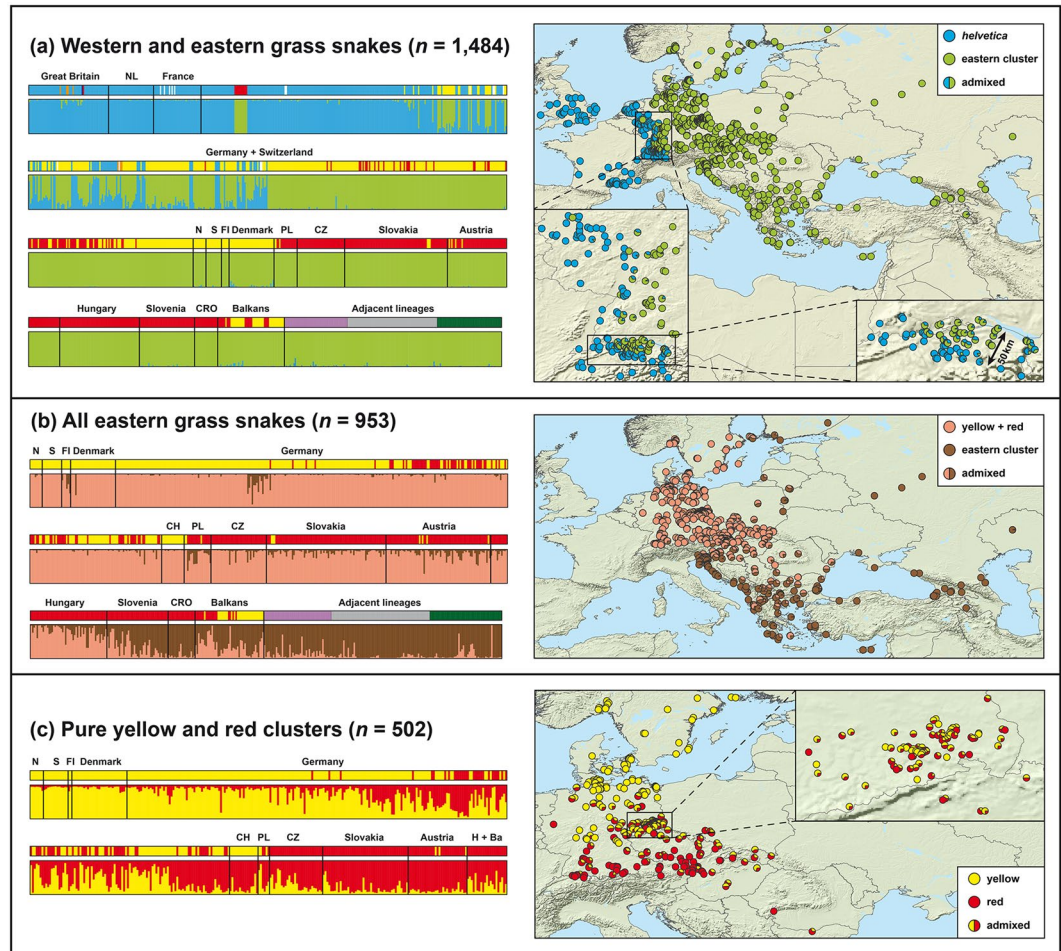 (a) Western and eastern grass snakes (n = 1,484)
Great Britain NL France
Germany + Switzerland
N S FI Denmark PL CZ Slovakia Austria
Hungary Slovenia CRO Balkans Adjacent lineages
helvetica
eastern cluster
admixed
50 km
(b) All eastern grass snakes (n = 953)
N S FI Denmark Germany
CH PL CZ Slovakia Austria
Hungary Slovenia CRO Balkans Adjacent lineages
yellow + red
eastern cluster
admixed
(c) Pure yellow and red clusters (n = 502)
N S FI Denmark Germany
CH PL CZ Slovakia Austria H + Ba
yellow
red
admixed